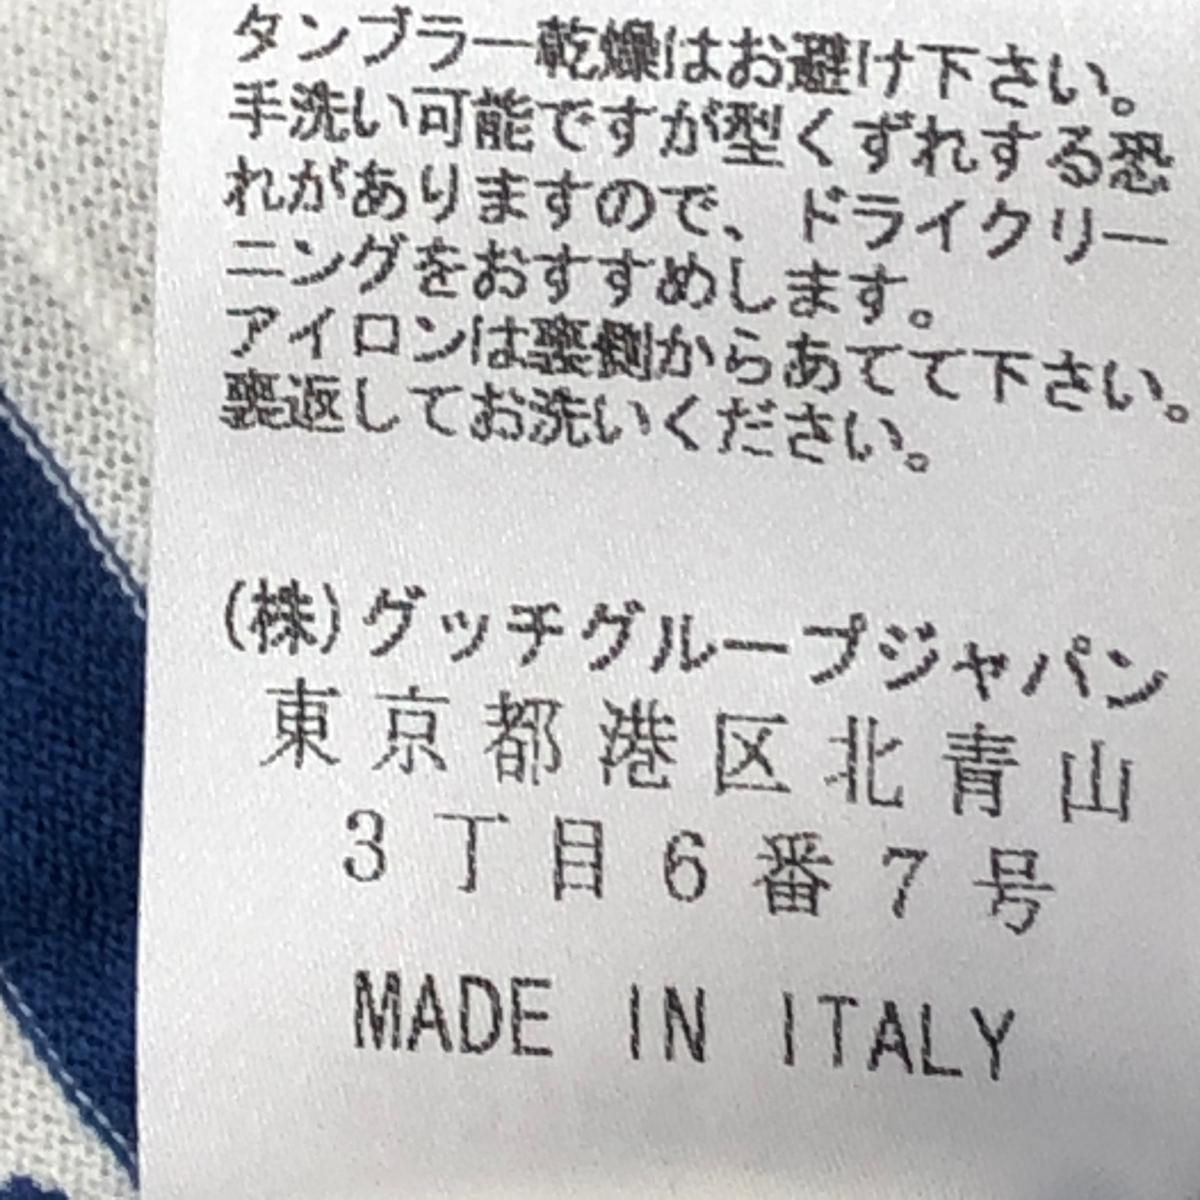 タンブラー乾燥はお避け下さい。
手洗い可能ですが型くずれする恐
れがありますので、ドライクリー
ニングをおすすめします。
アイロンは裏側からあてて下さい。
裏返してお洗いください。
(株)グッチグループジャパン
東京都港区北青山
3丁目6番7号
MADE IN ITALY